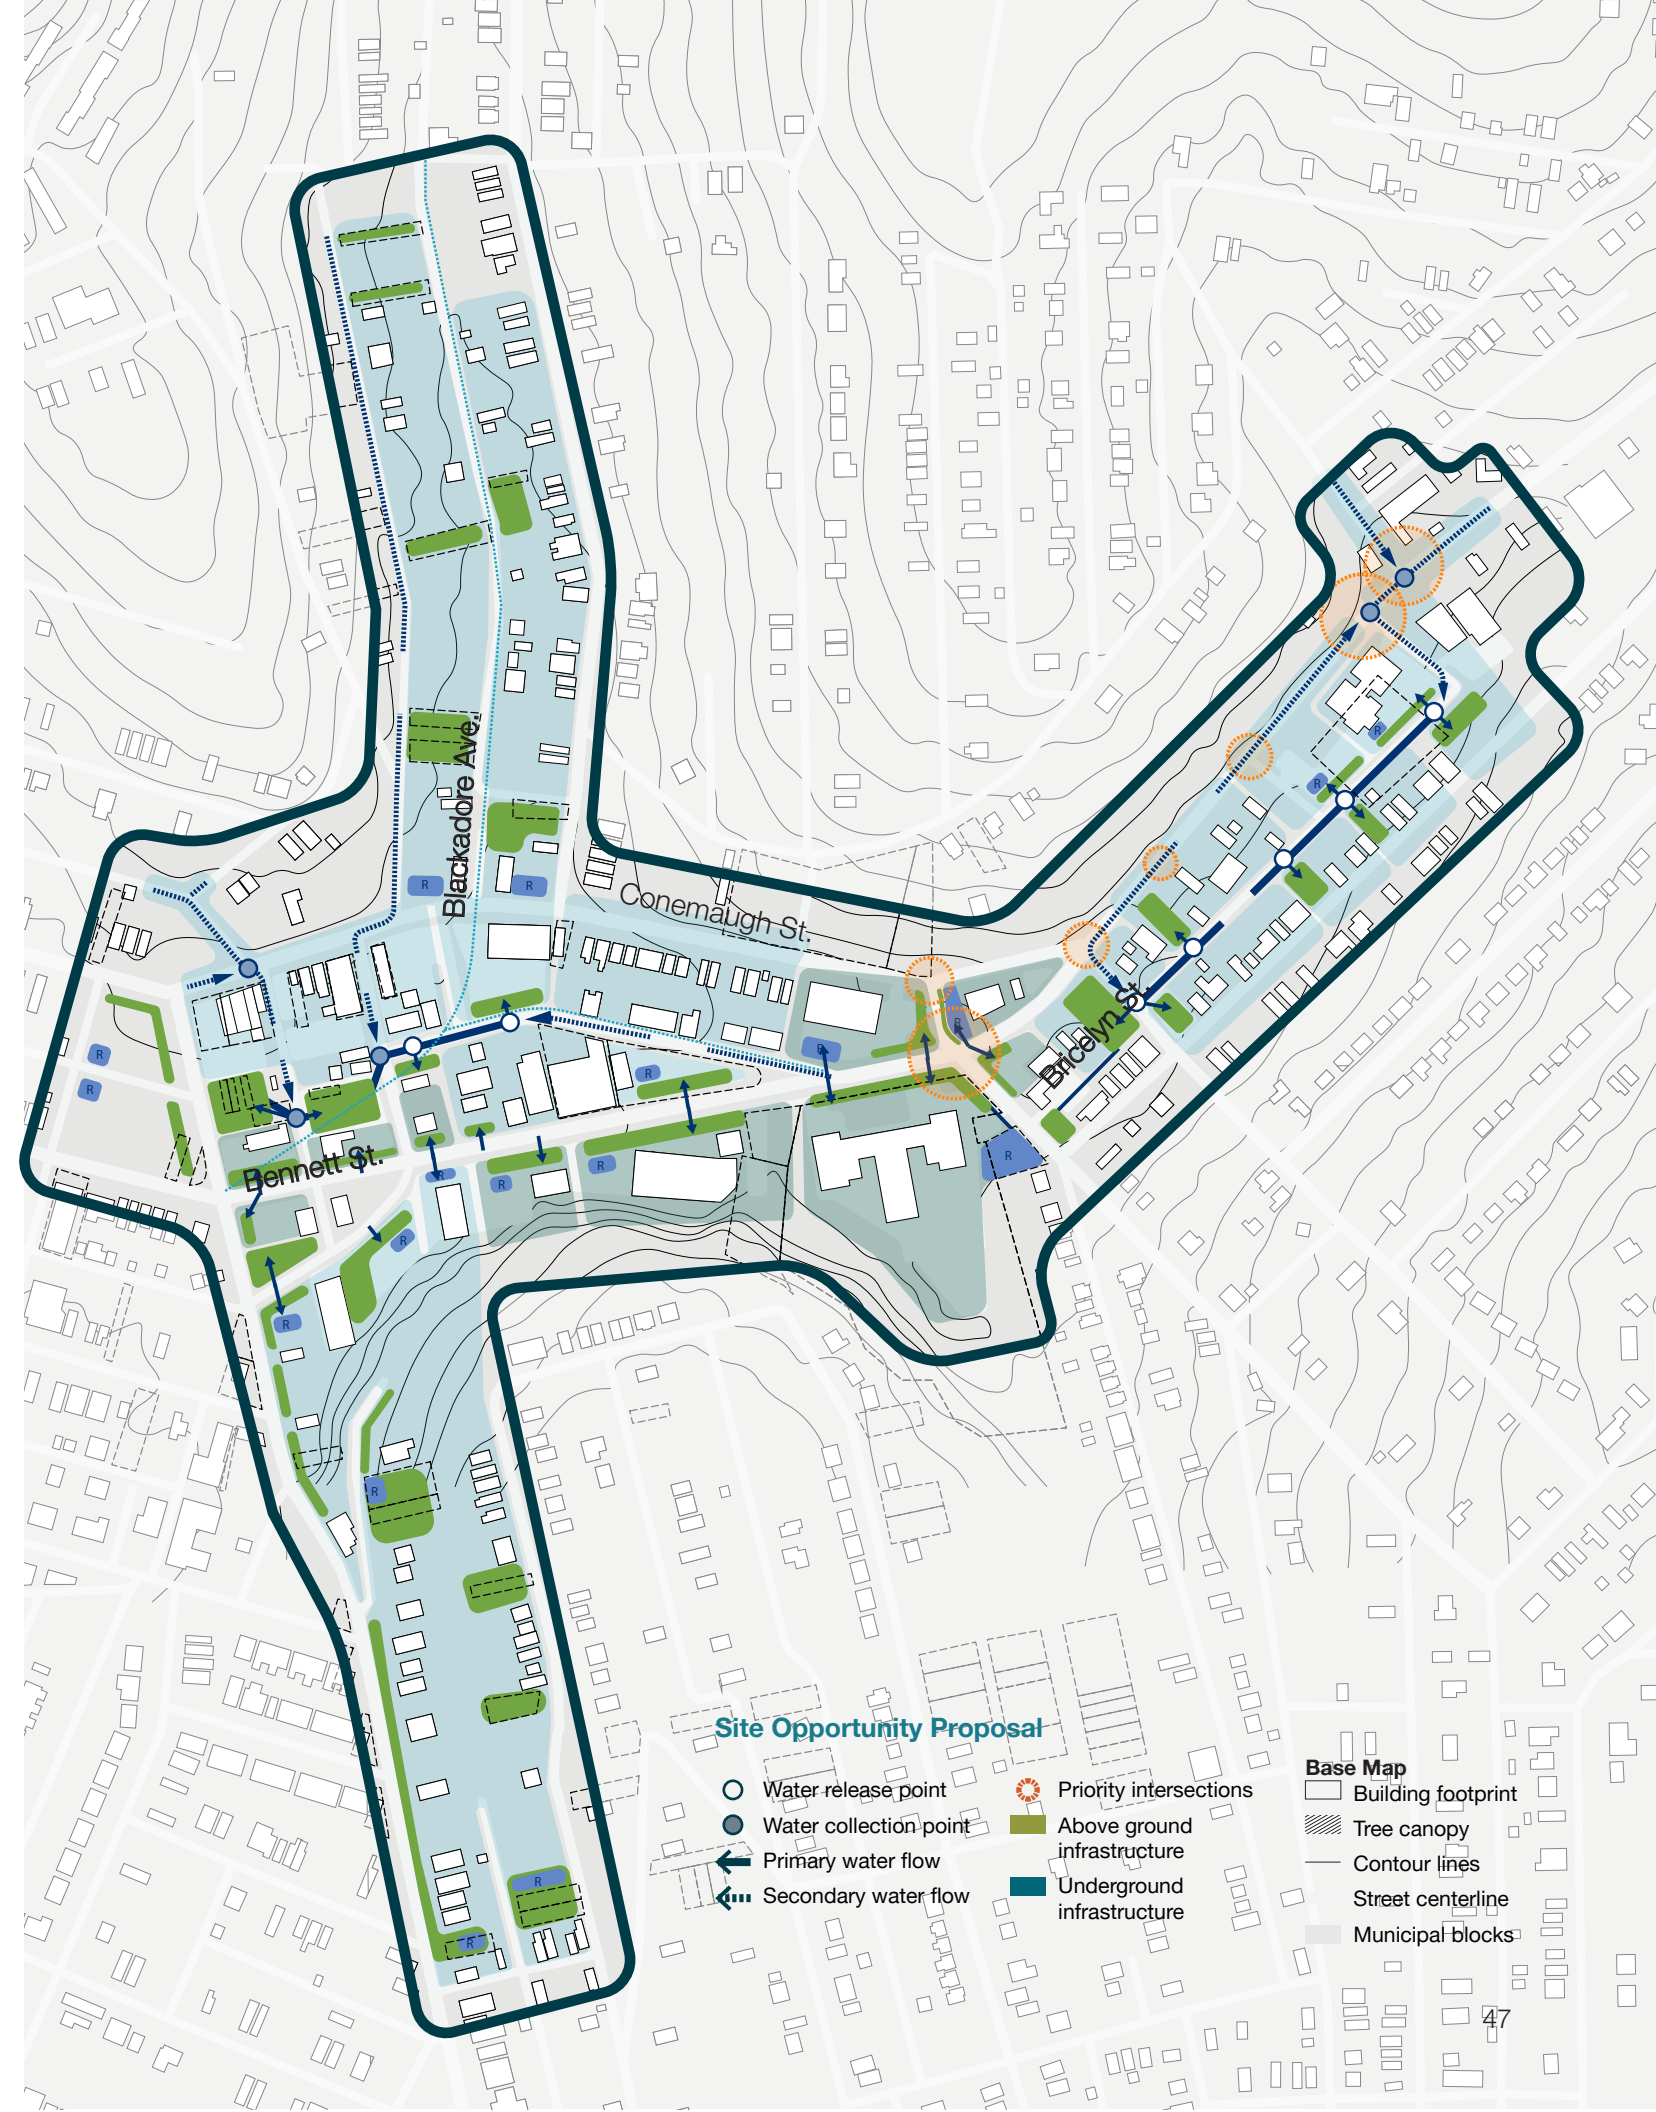 Blackadore Ave.
R
R
Conemaugh St.
R
R
R
R
R
R
R
Bricelyn St.
R
R
R
R
R
Bennett St.
R
R
R
R
R
Site Opportunity Proposal
Water release point
Water collection point
Primary water flow
Secondary water flow
Priority intersections
Above ground
infrastructure
Underground
infrastructure
Base Map
Building footprint
Tree canopy
Contour lines
Street centerline
Municipal blocks
47